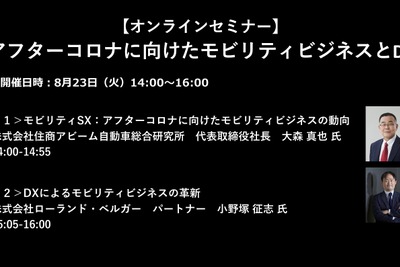 【オンラインセミナー】
アフターコロナに向けたモビリティビジネスと
開催日時：8月23日（火）14:00～16:00
１＞モビリティSX：アフターコロナに向けたモビリティビジネスの動向
株式会社住商アビーム自動車総合研究所　代表取締役社長　大森 真也 氏
4:00-14:55
２＞DXによるモビリティビジネスの革新
株式会社ローランド・ベルガー　パートナー　小野塚 征志 氏
5:05-16:00